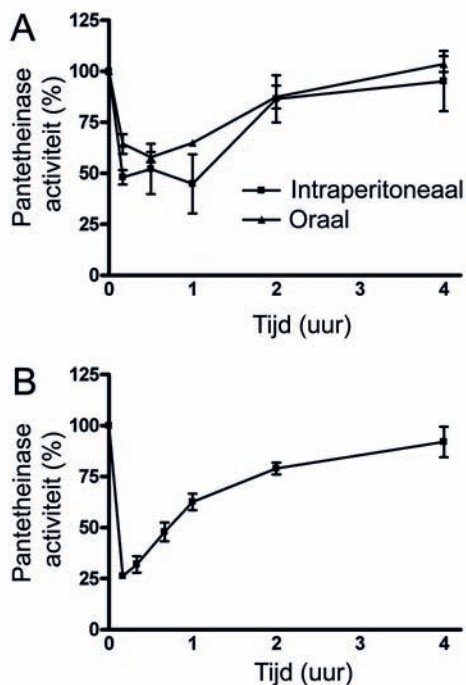 A
Pantetheinase
activiteit (%)
125
100
75
50
25
0
Intraperitoneaal
Oraal
0 1 2 3 4
Tijd (uur)
B
Pantetheinase
activiteit (%)
125
100
75
50
25
0
0 1 2 3 4
Tijd (uur)